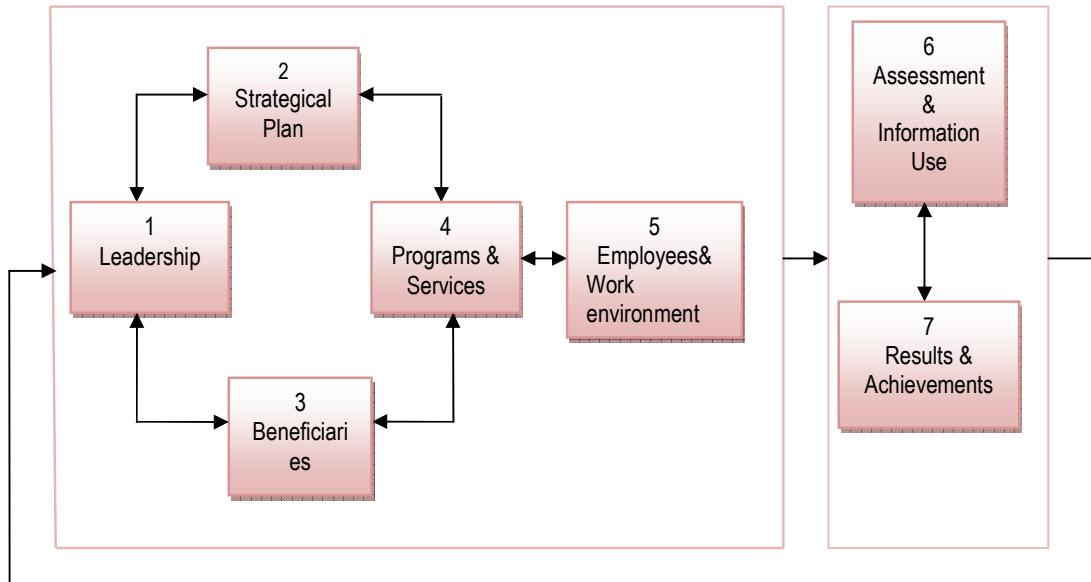 1
Leadership
2
Strategical
Plan
3
Beneficiari
es
4
Programs &
Services
5
Employees&
Work
environment
6
Assessment
&
Information
Use
7
Results &
Achievements